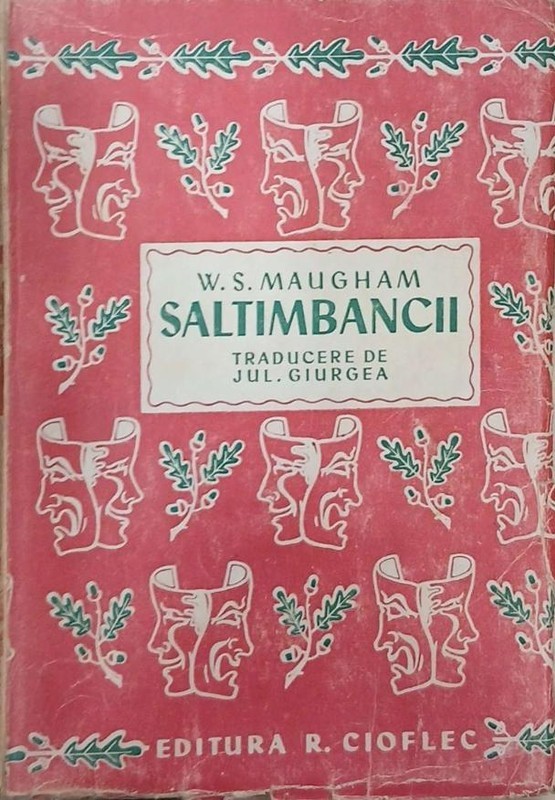 W. S. MAUGHAM
SALTIMBANCII
TRADUCERE DE
JUL. GIURGEA
EDITURA R. CIOFLEC